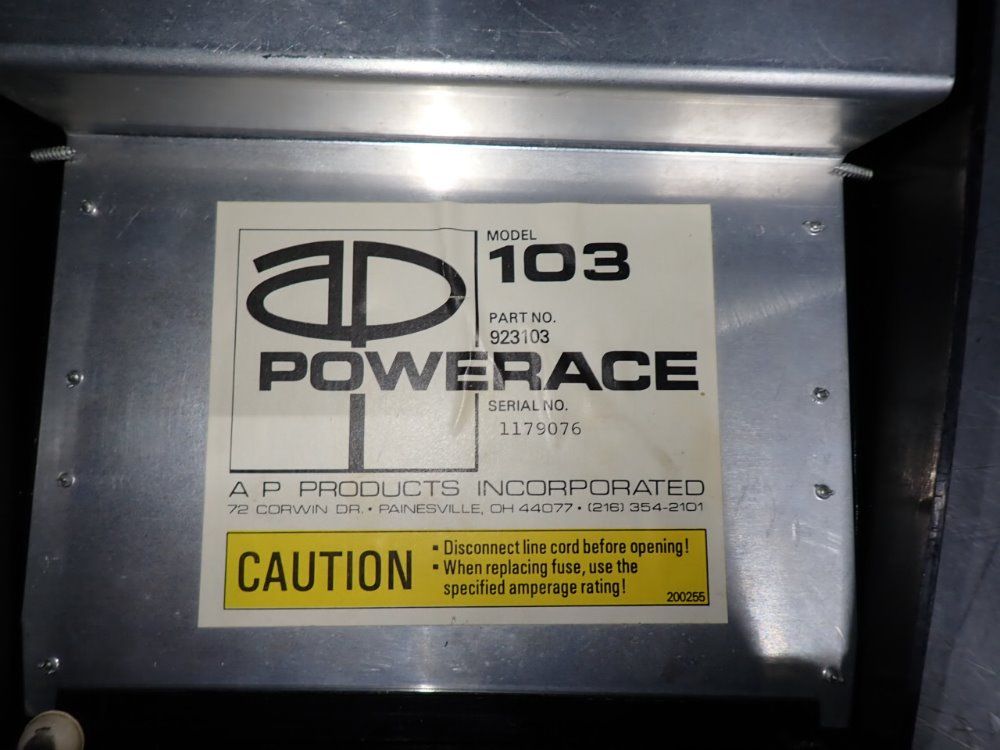 ap
MODEL
103
PART NO.
923103
POWERACE
SERIAL NO.
1179076
A P PRODUCTS INCORPORATED
72 CORWIN DR. • PAINESVILLE, OH 44077 • (216) 354-2101
CAUTION
▪ Disconnect line cord before opening!
▪ When replacing fuse, use the
specified amperage rating!
200255